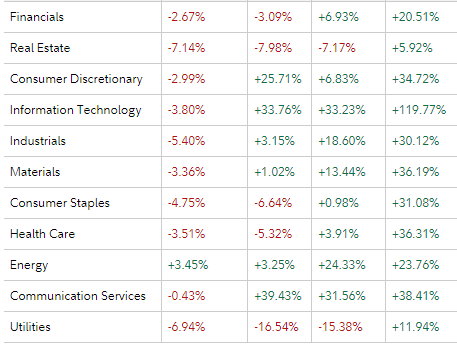 Financials -2.67% -3.09% +6.93% +20.51%
Real Estate -7.14% -7.98% -7.17% +5.92%
Consumer Discretionary -2.99% +25.71% +6.83% +34.72%
Information Technology -3.80% +33.76% +33.23% +119.77%
Industrials -5.40% +3.15% +18.60% +30.12%
Materials -3.36% +1.02% +13.44% +36.19%
Consumer Staples -4.75% -6.64% +0.98% +31.08%
Health Care -3.51% -5.32% +3.91% +36.31%
Energy +3.45% +3.25% +24.33% +23.76%
Communication Services -0.43% +39.43% +31.56% +38.41%
Utilities -6.94% -16.54% -15.38% +11.94%